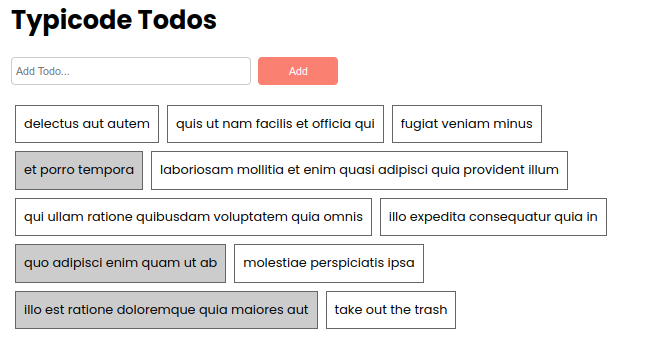 Typicode Todos
Add Todo... Add
delectus aut autem quis ut nam facilis et officia qui fugiat veniam minus
et porro tempora laboriosam mollitia et enim quasi adipisci quia provident illum
qui ullam ratione quibusdam voluptatem quia omnis illo expedita consequatur quia in
quo adipisci enim quam ut ab molestiae perspiciatis ipsa
illo est ratione doloremque quia maiores aut take out the trash